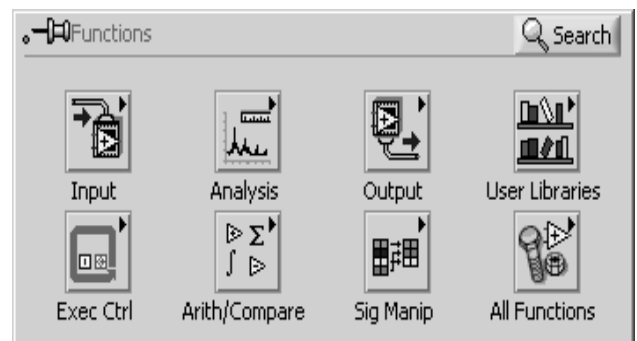 Functions Search
Input Analysis Output User Libraries
Exec Ctrl Arith/Compare Sig Manip All Functions